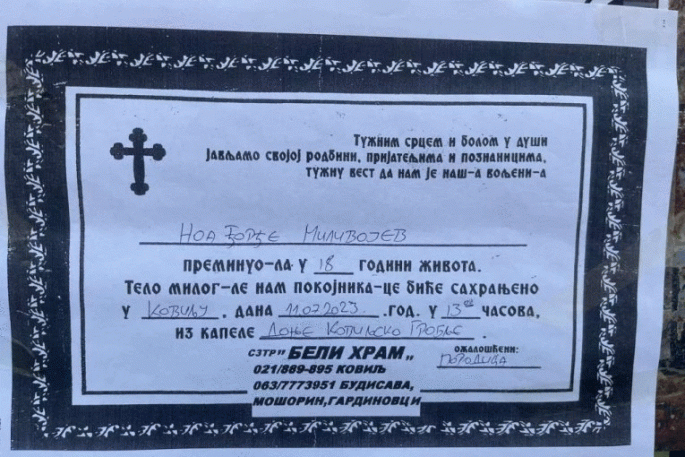 Тужним срцем и болом у души
јављамо својој родбини, пријатељима и познаницима,
тужну вест да нам је наш-а вољени-а
Ноа Ђорђе Миливојев
преминуо-ла у 18 години живота.
Тело милог-ле нам покојника-це биће сахрањено
у Ковиљу, дана 11.07.2023. .год. у 13 00 часова,
из капеле Доње Ковиљско Гробље.
СЗТР" БЕЛИ ХРАМ „
021/889-895 КОВИЉ
063/7773951 БУДИСАВА,
МОШОРИН,ГАРДИНОВЦИ
ожалошћени:
Породица